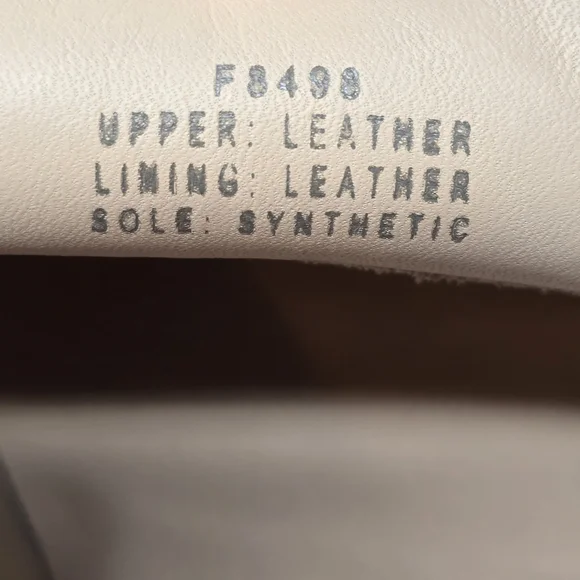 F8498
UPPER: LEATHER
LINING: LEATHER
SOLE: SYNTHETIC